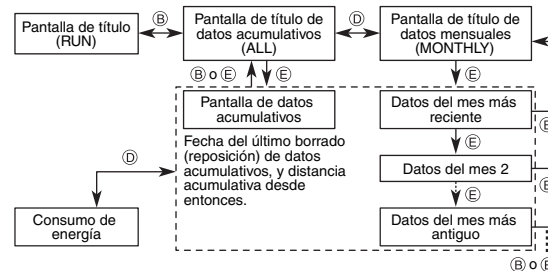 Pantalla de título
(RUN)
Ⓑ
Pantalla de título de
datos acumulativos
(ALL)
Ⓓ
Pantalla de título de
datos mensuales
(MONTHLY)
Ⓑ o Ⓔ
Ⓔ
Ⓔ
Pantalla de datos
acumulativos
Fecha del último borrado
(reposición) de datos
acumulativos, y distancia
acumulativa desde
entonces.
Datos del mes más
reciente
Ⓔ
Datos del mes 2
Ⓔ
Datos del mes más
antiguo
Ⓓ
Consumo de
energía
Ⓑ o